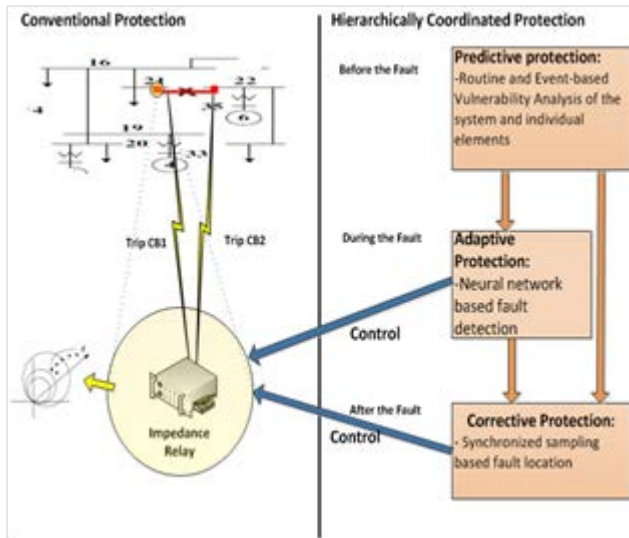 Conventional Protection
16
24
22
35
6
4
19
20
33
Trip CB1
Trip CB2
Impedance
Relay
Hierarchically Coordinated Protection
Before the Fault
Predictive protection:
-Routine and Event-based
Vulnerability Analysis of the
system and individual
elements
During the Fault
Adaptive
Protection:
-Neural network
based fault
detection
Control
After the Fault
Control
Corrective Protection:
- Synchronized sampling
based fault location